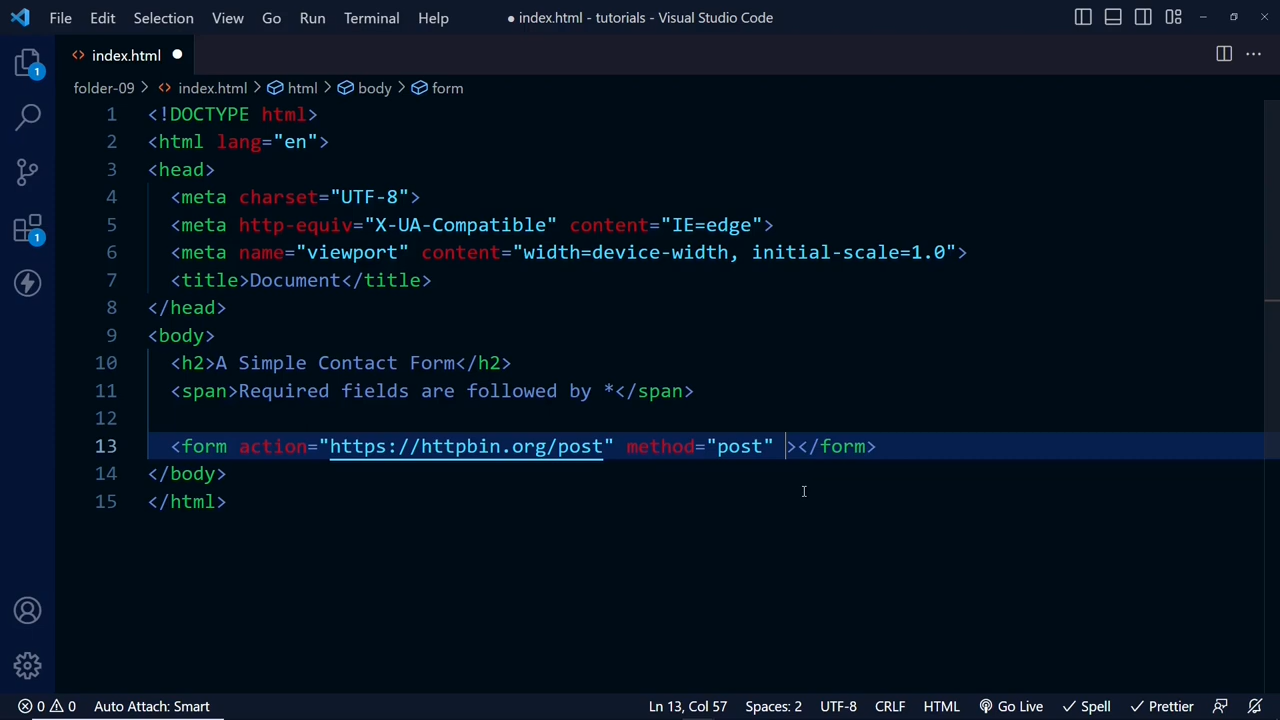 File Edit Selection View Go Run Terminal Help ● index.html - tutorials - Visual Studio Code
<> index.html ●
folder-09 > <> index.html > html > body > form
1 <!DOCTYPE html>
2 <html lang="en">
3 <head>
4 <meta charset="UTF-8">
5 <meta http-equiv="X-UA-Compatible" content="IE=edge">
6 <meta name="viewport" content="width=device-width, initial-scale=1.0">
7 <title>Document</title>
8 </head>
9 <body>
10 <h2>A Simple Contact Form</h2>
11 <span>Required fields are followed by *</span>
12
13 <form action="https://httpbin.org/post" method="post" ></form>
14 </body>
15 </html>
1
1
0 0 Auto Attach: Smart Ln 13, Col 57 Spaces: 2 UTF-8 CRLF HTML Go Live Spell Prettier